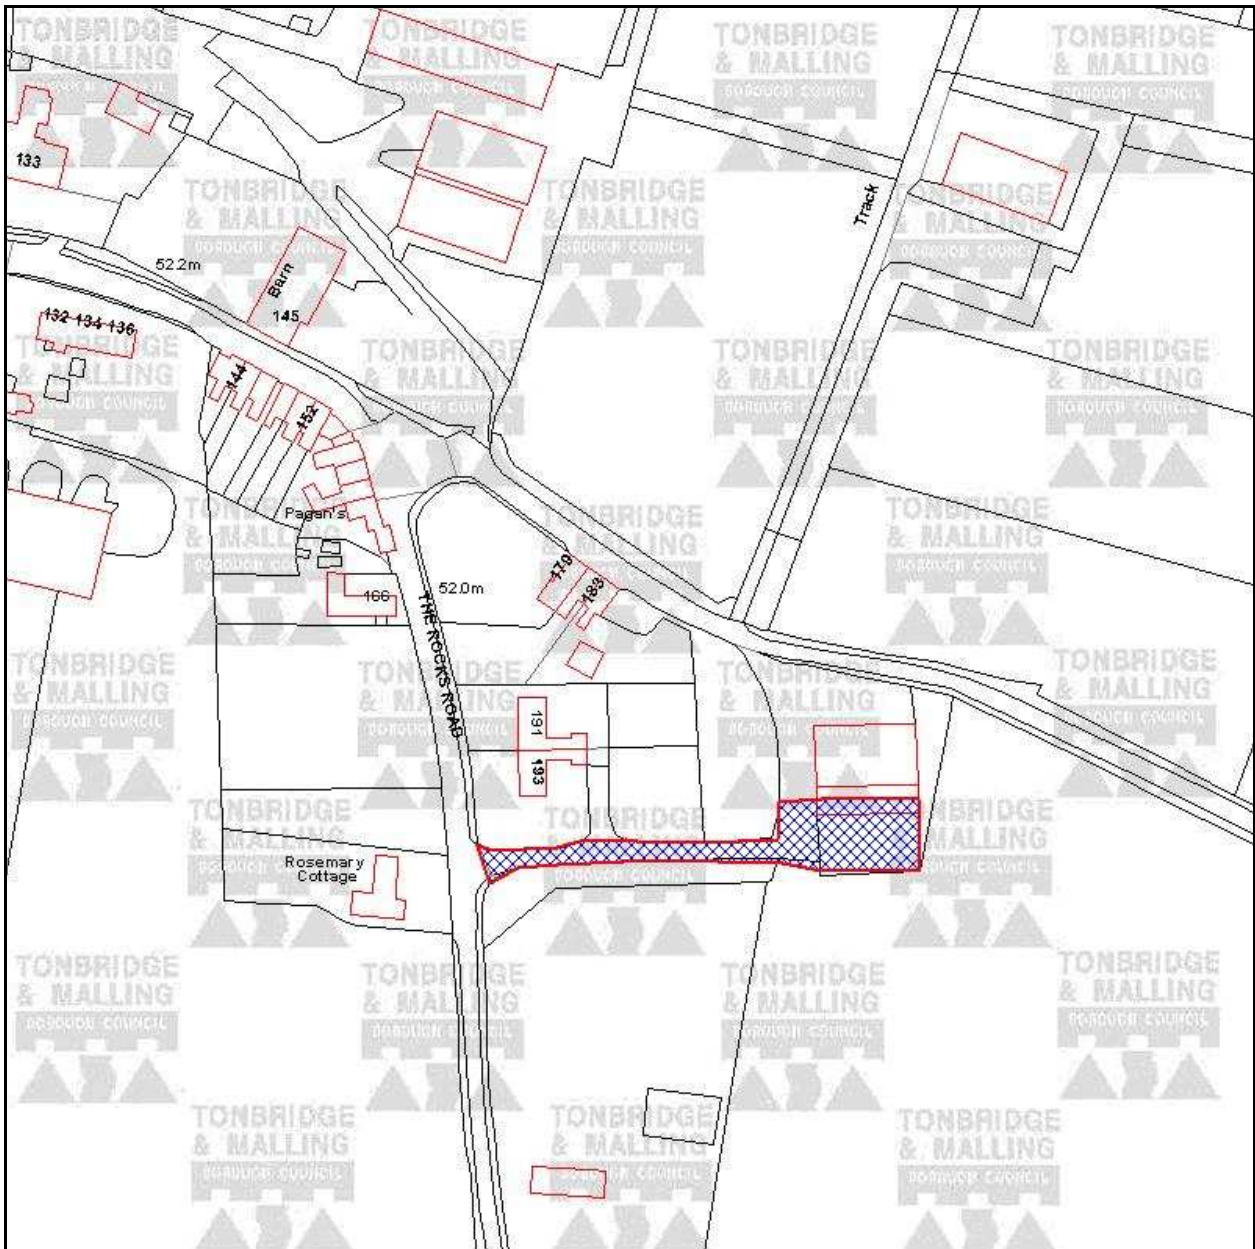 TONBRIDGE
& MALLING
BOROUGH COUNCIL
133
Track
52.2m
Barn
145
132 134 136
144
152
Pagan's
179
183
166
52.0m
THE ROCKS ROAD
191
193
Rosemary
Cottage